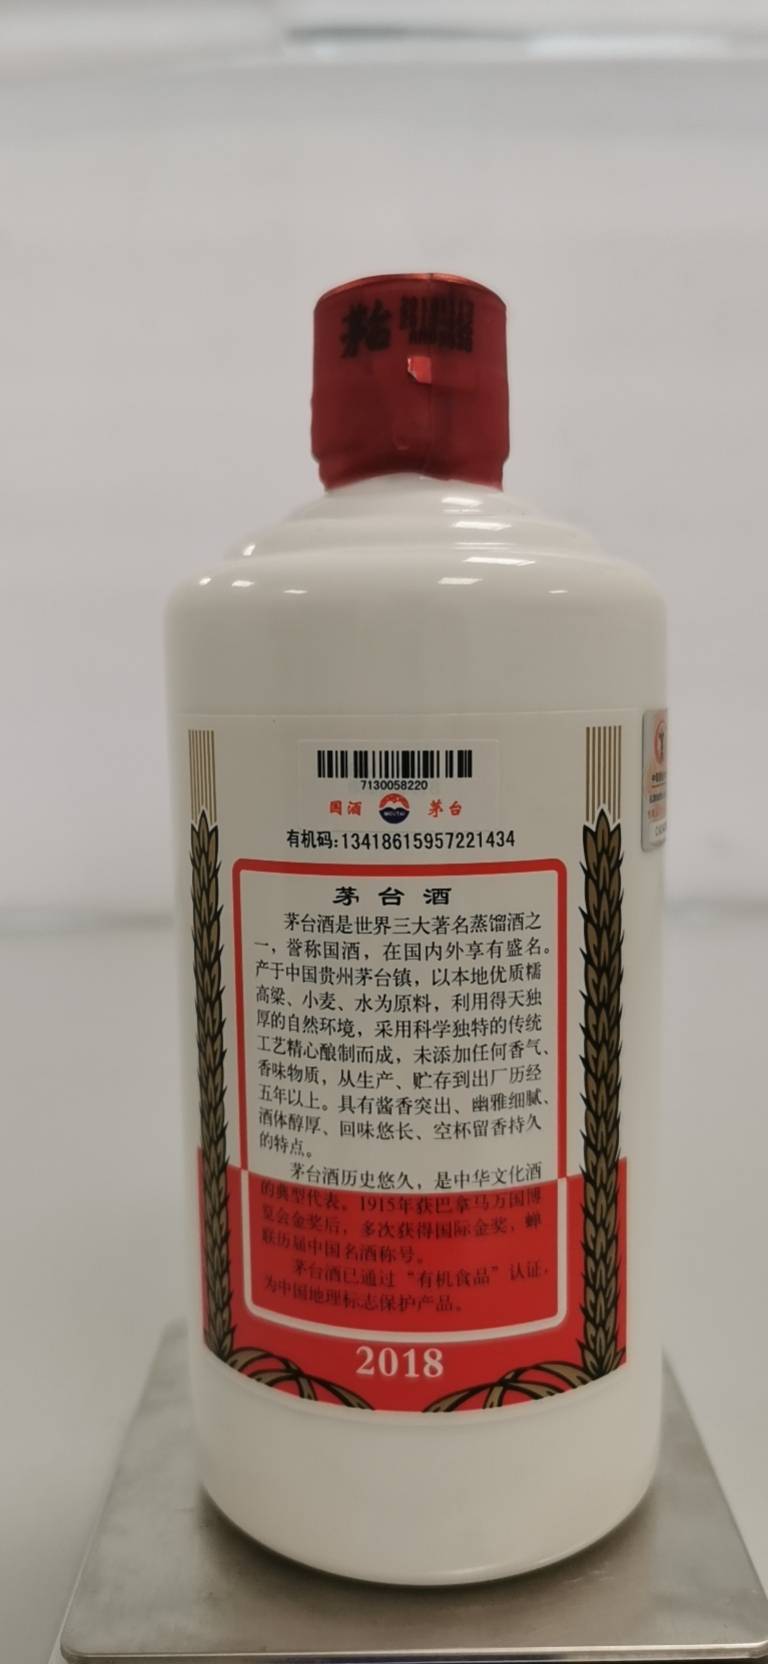 茅台
7130058220
国酒 MOUTAI 茅台
有机码:13418615957221434
茅台酒
茅台酒是世界三大著名蒸馏酒之
一，誉称国酒，在国内外享有盛名。
产于中国贵州茅台镇，以本地优质糯
高粱、小麦、水为原料，利用得天独
厚的自然环境，采用科学独特的传统
工艺精心酿制而成，未添加任何香气、
香味物质，从生产、贮存到出厂历经
五年以上。具有酱香突出、幽雅细腻、
酒体醇厚、回味悠长、空杯留香持久
的特点。
茅台酒历史悠久，是中华文化酒
的典型代表。1915年获巴拿马万国博
览会金奖后，多次获得国际金奖，蝉
联历届中国名酒称号。
茅台酒已通过“有机食品”认证，
为中国地理标志保护产品。
2018